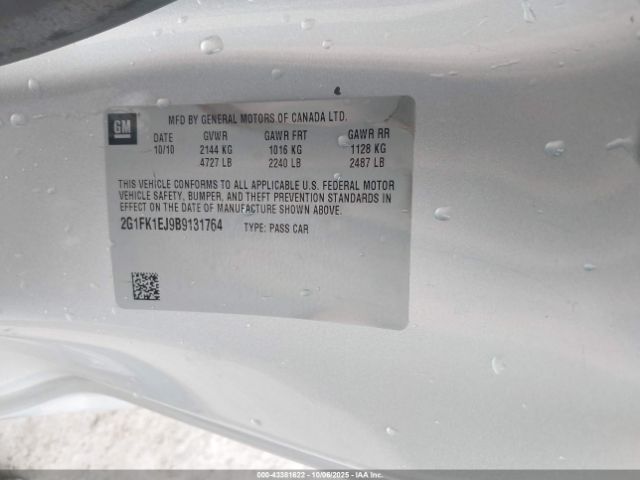 GM
MFD BY GENERAL MOTORS OF CANADA LTD.
DATE GVWR GAWR FRT GAWR RR
10/10 2144 KG 1016 KG 1128 KG
4727 LB 2240 LB 2487 LB
THIS VEHICLE CONFORMS TO ALL APPLICABLE U.S. FEDERAL MOTOR
VEHICLE SAFETY, BUMPER, AND THEFT PREVENTION STANDARDS
IN EFFECT ON THE DATE OF MANUFACTURE SHOWN ABOVE.
2G1FK1EJ9B9131764 TYPE: PASS CAR
000-43381622 - 10/06/2025 - IAAI.COM